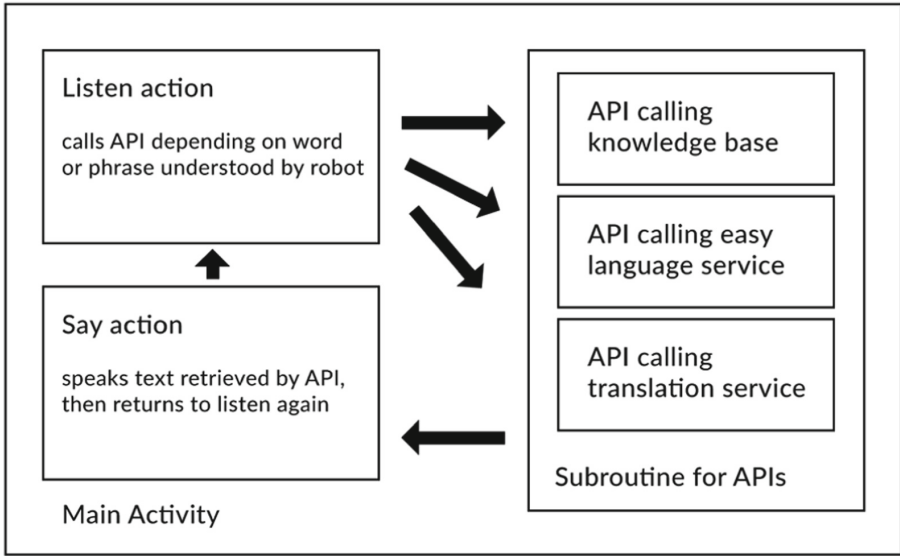 Listen action
calls API depending on word
or phrase understood by robot
Say action
speaks text retrieved by API,
then returns to listen again
Main Activity
API calling
knowledge base
API calling easy
language service
API calling
translation service
Subroutine for APIs